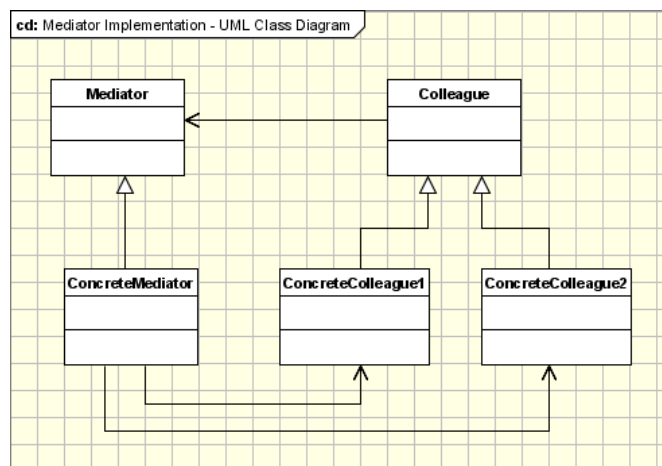 cd: Mediator Implementation - UML Class Diagram
Mediator
Colleague
ConcreteMediator
ConcreteColleague1
ConcreteColleague2